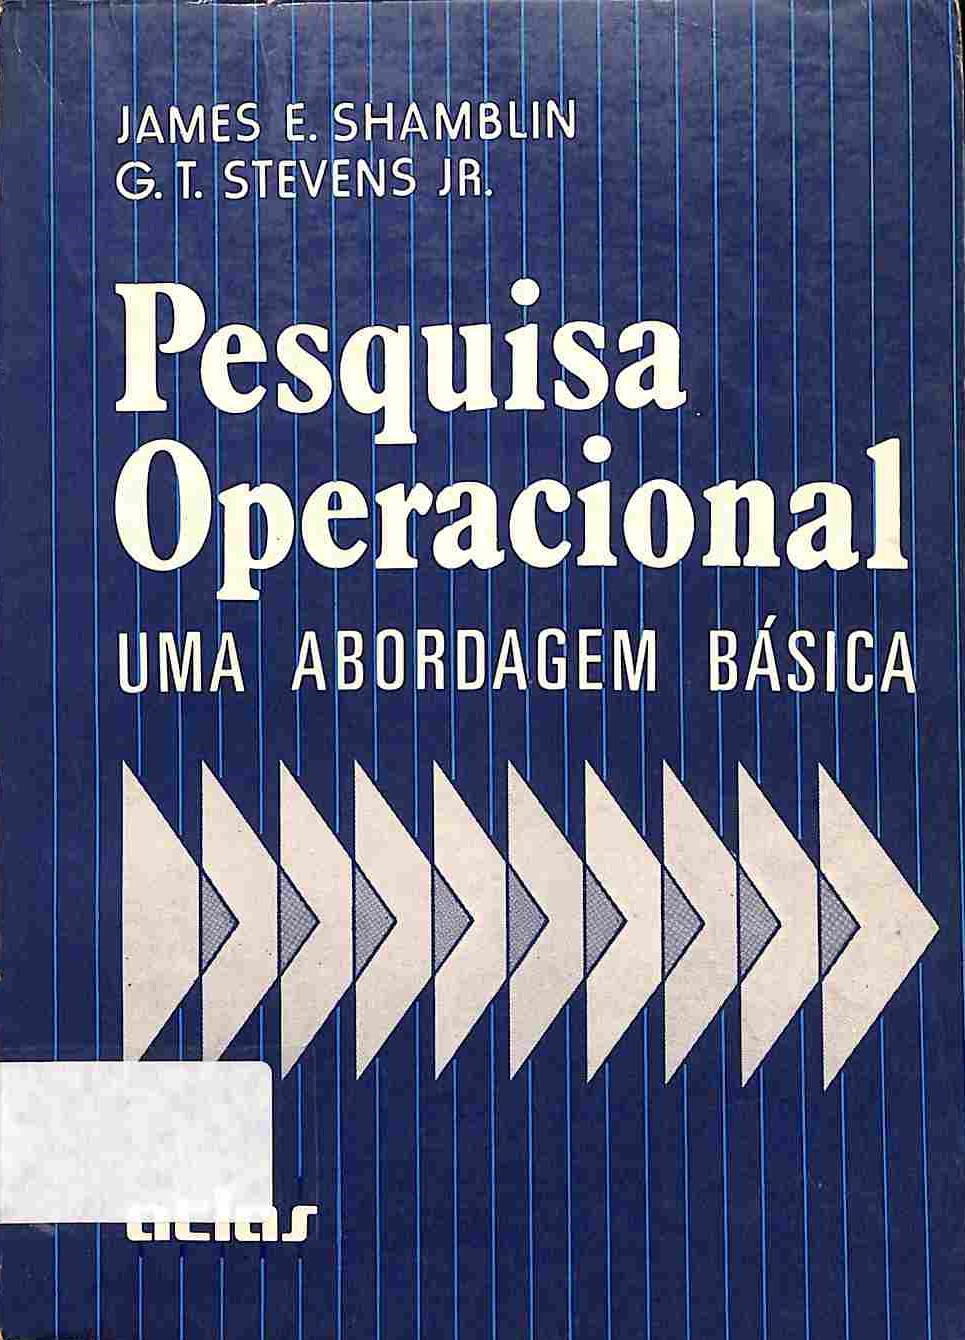 JAMES E. SHAMBLIN
G. T. STEVENS JR.
Pesquisa
Operacional
UMA ABORDAGEM BÁSICA
atlas